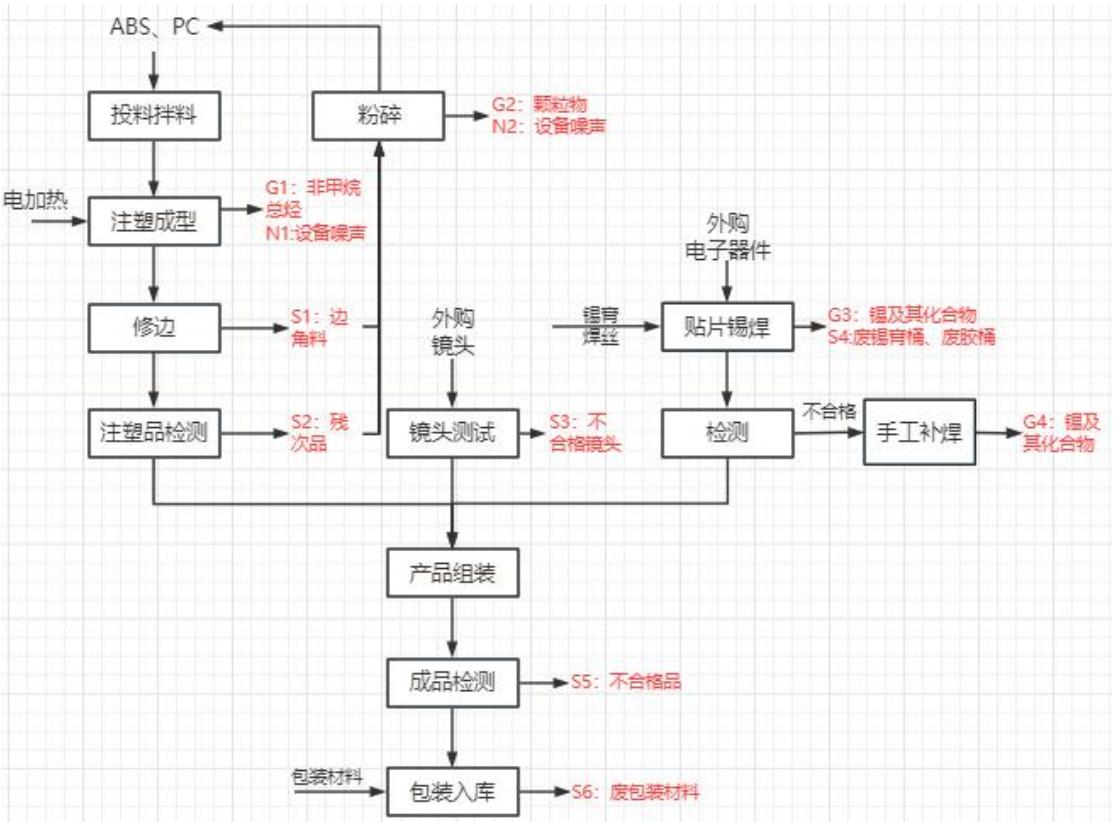 ABS、PC
投料拌料
粉碎
G2：颗粒物
N2：设备噪声
电加热
注塑成型
G1：非甲烷
总烃
N1:设备噪声
外购
电子器件
修边
S1：边
角料
外购
镜头
锡膏
焊丝
贴片锡焊
G3：锡及其化合物
S4:废锡膏桶、废胶桶
注塑品检测
S2：残
次品
镜头测试
S3：不
合格镜头
检测
不合格
手工补焊
G4：锡及
其化合物
产品组装
成品检测
S5：不合格品
包装材料
包装入库
S6：废包装材料